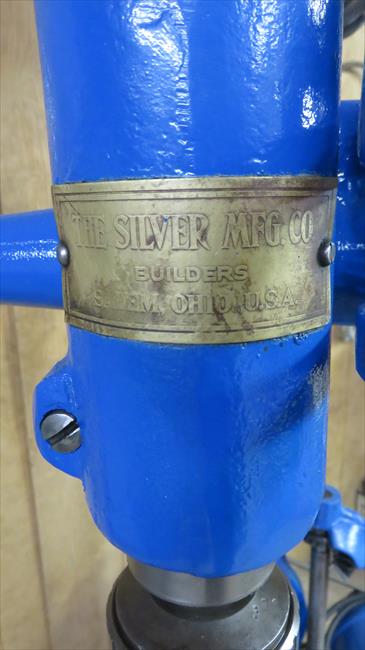 THE SILVER MFG. CO
BUILDERS
SALEM, OHIO, U.S.A.